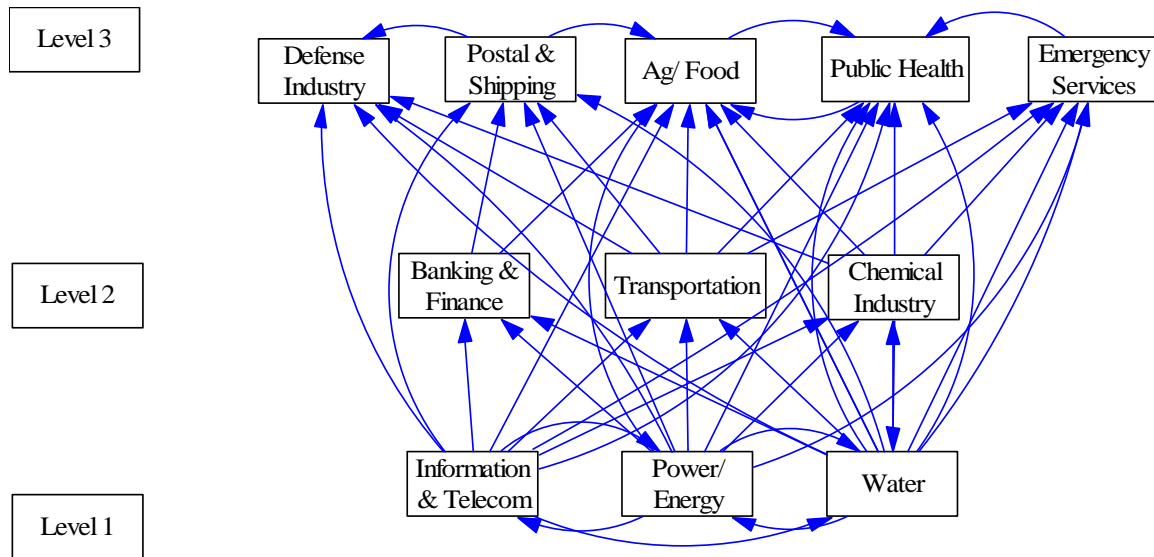 Level 3
Defense
Industry
Postal &
Shipping
Ag/ Food
Public Health
Emergency
Services
Level 2
Banking &
Finance
Transportation
Chemical
Industry
Level 1
Information
& Telecom
Power/
Energy
Water